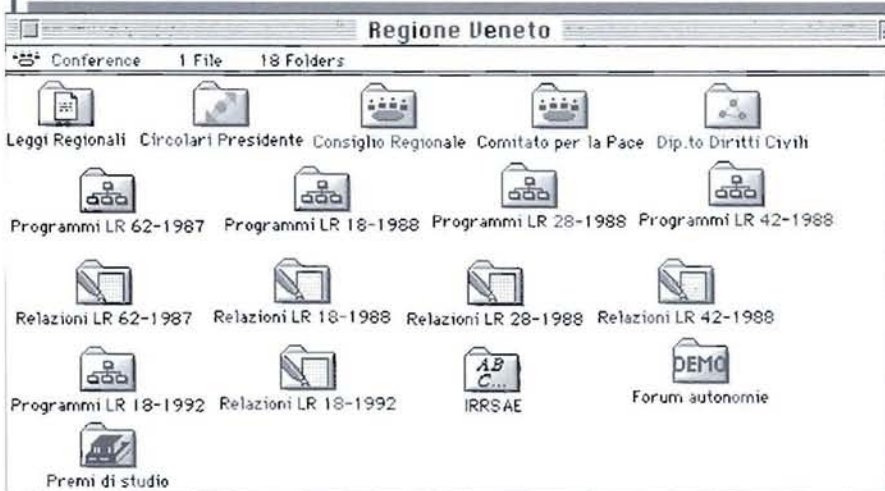 Regione Veneto
Conference 1 File 18 Folders
Leggi Regionali Circolari Presidente Consiglio Regionale Comitato per la Pace Dip.to Diritti Civili
Programmi LR 62-1987 Programmi LR 18-1988 Programmi LR 28-1988 Programmi LR 42-1988
Relazioni LR 62-1987 Relazioni LR 18-1988 Relazioni LR 28-1988 Relazioni LR 42-1988
AB
C...
DEMO
Programmi LR 18-1992 Relazioni LR 18-1992 IRRSAE Forum autonomie
Premi di studio